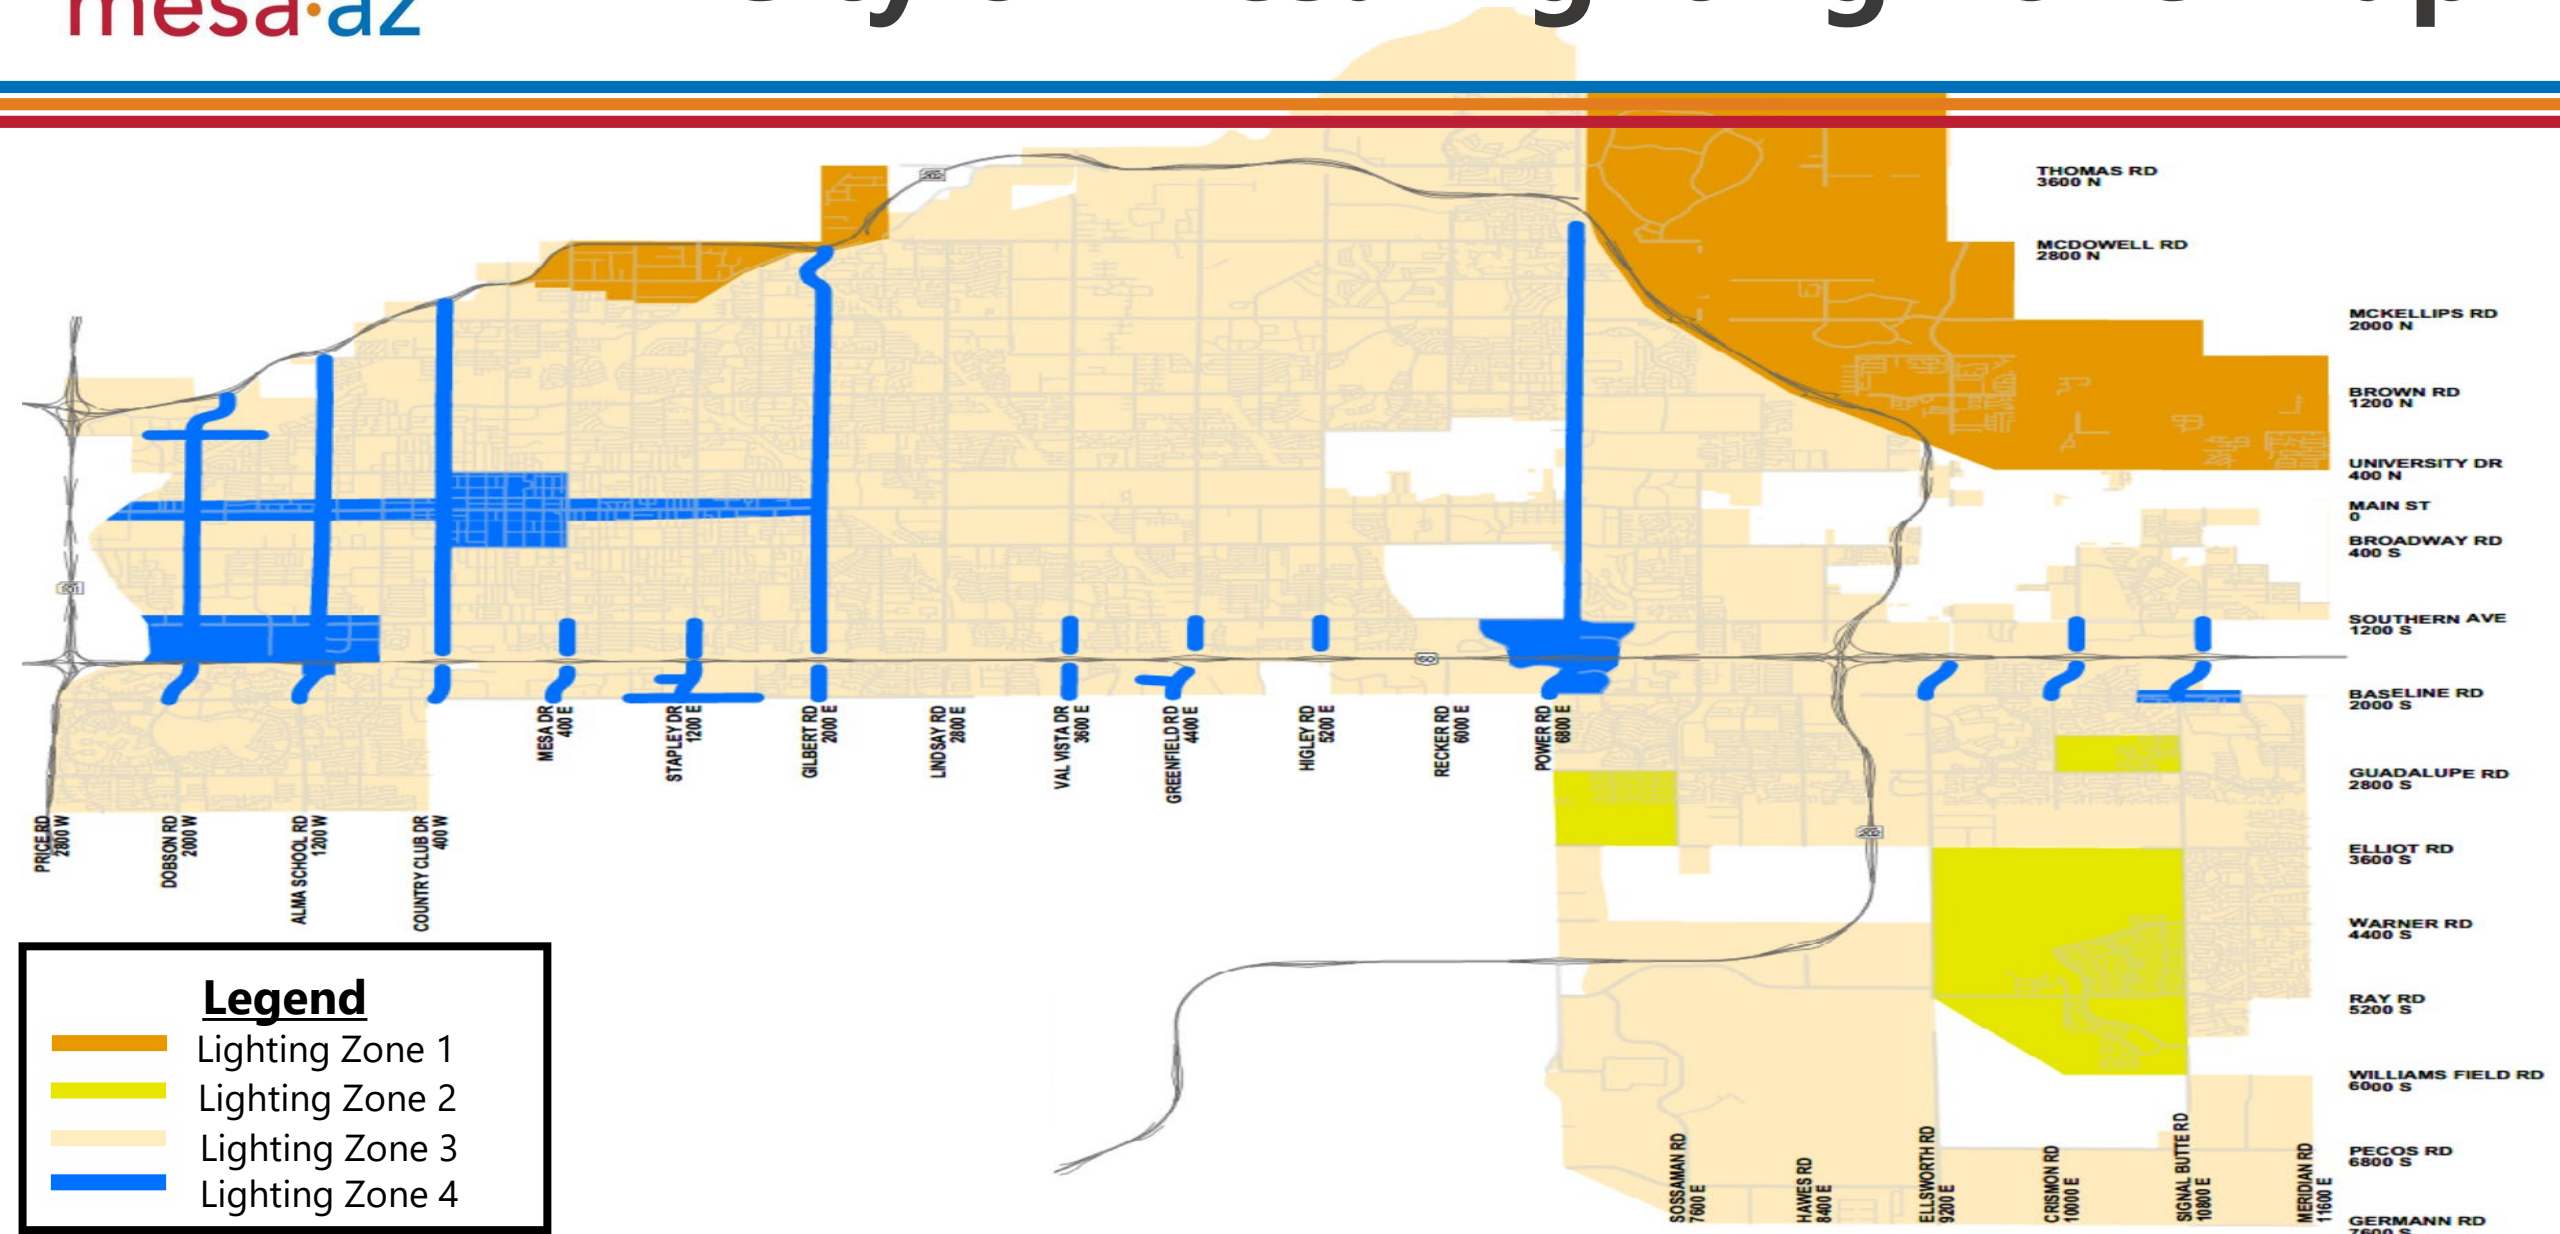 mesa·az
THOMAS RD
3600 N
MCDOWELL RD
2800 N
MCKELLIPS RD
2000 N
BROWN RD
1200 N
UNIVERSITY DR
400 N
MAIN ST
0
BROADWAY RD
400 S
SOUTHERN AVE
1200 S
BASELINE RD
2000 S
GUADALUPE RD
2800 S
ELLIOT RD
3600 S
WARNER RD
4400 S
RAY RD
5200 S
WILLIAMS FIELD RD
6000 S
PECOS RD
6800 S
GERMANN RD
7600 S
202
101
60
202
PRICE RD
2800 W
DOBSON RD
2000 W
ALMA SCHOOL RD
1200 W
COUNTRY CLUB DR
400 W
MESA DR
400 E
STAPLEY DR
1200 E
GILBERT RD
2000 E
LINDSAY RD
2800 E
VAL VISTA DR
3600 E
GREENFIELD RD
4400 E
HIGLEY RD
5200 E
RECKER RD
6000 E
POWER RD
6800 E
SOSSAMAN RD
7600 E
HAWES RD
8400 E
ELLSWORTH RD
9200 E
CRISMON RD
10000 E
SIGNAL BUTTE RD
10800 E
MERIDIAN RD
11600 E
Legend
Lighting Zone 1
Lighting Zone 2
Lighting Zone 3
Lighting Zone 4